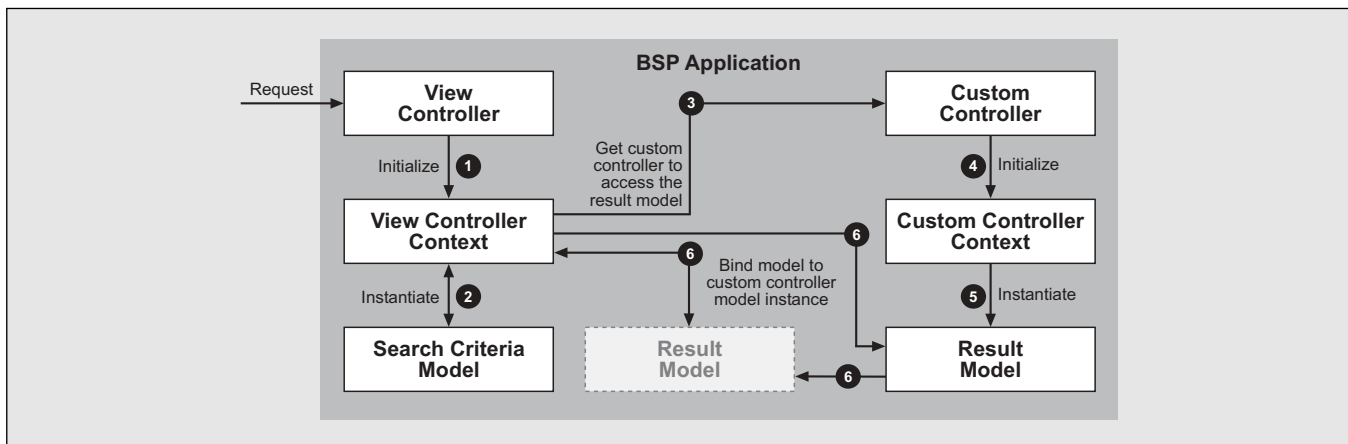 BSP Application
Request
View
Controller
3
Custom
Controller
Initialize 1
Get custom
controller to
access the
result model
4 Initialize
View Controller
Context
Custom Controller
Context
6
6
Bind model to
custom controller
model instance
Instantiate 2
5 Instantiate
Search Criteria
Model
Result
Model
Result
Model
6